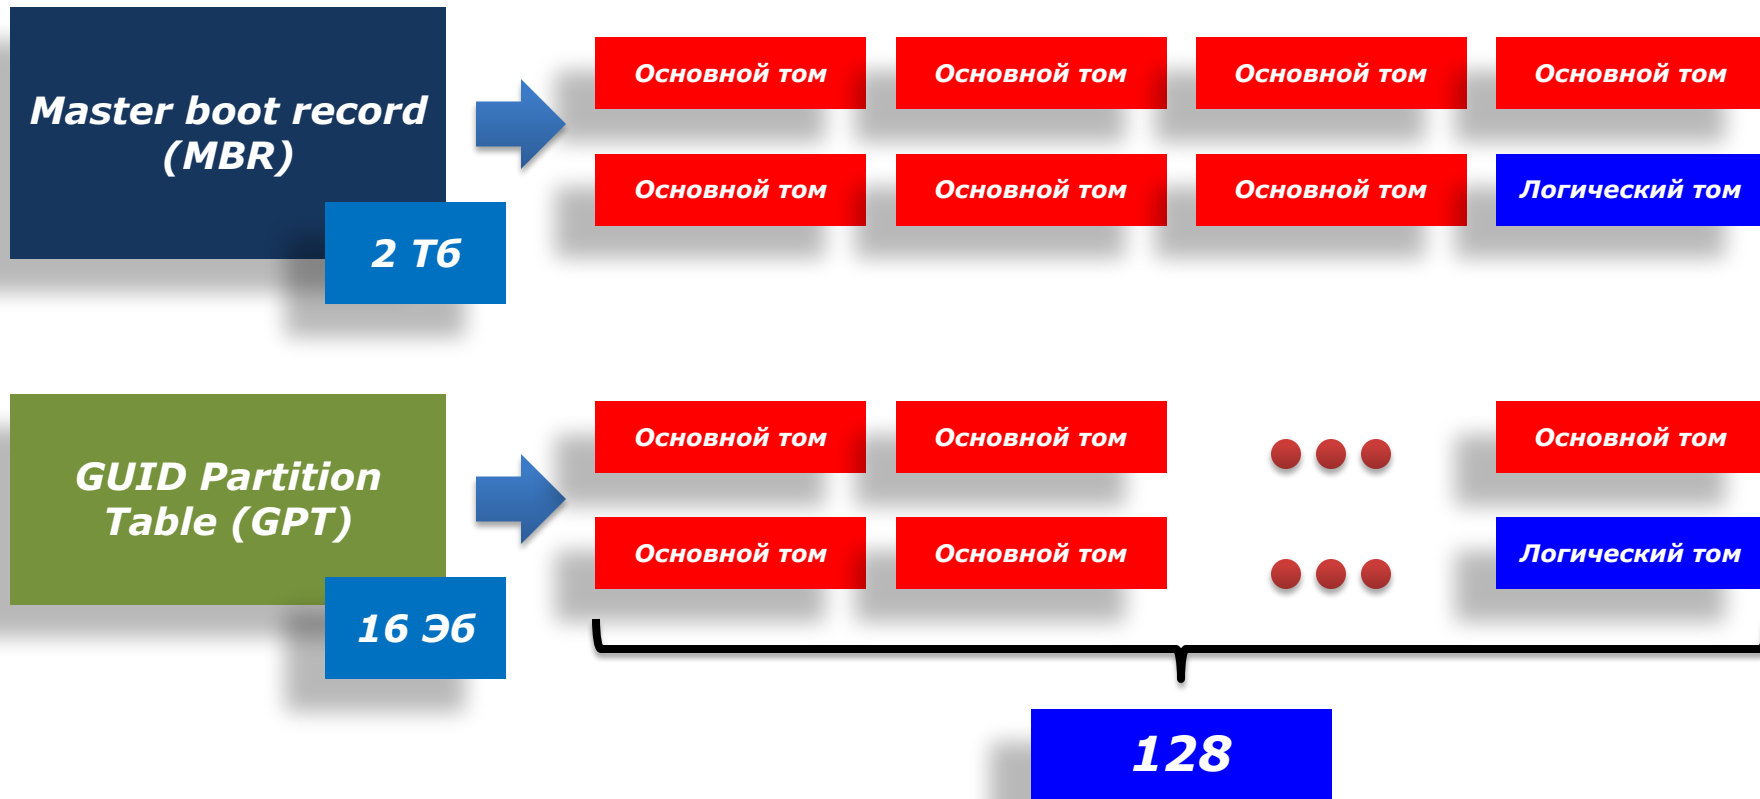 Master boot record
(MBR)
2 Тб
Основной том
Основной том
Основной том
Основной том
Основной том
Основной том
Основной том
Логический том
GUID Partition
Table (GPT)
16 Эб
Основной том
Основной том
Основной том
Основной том
Основной том
Логический том
128